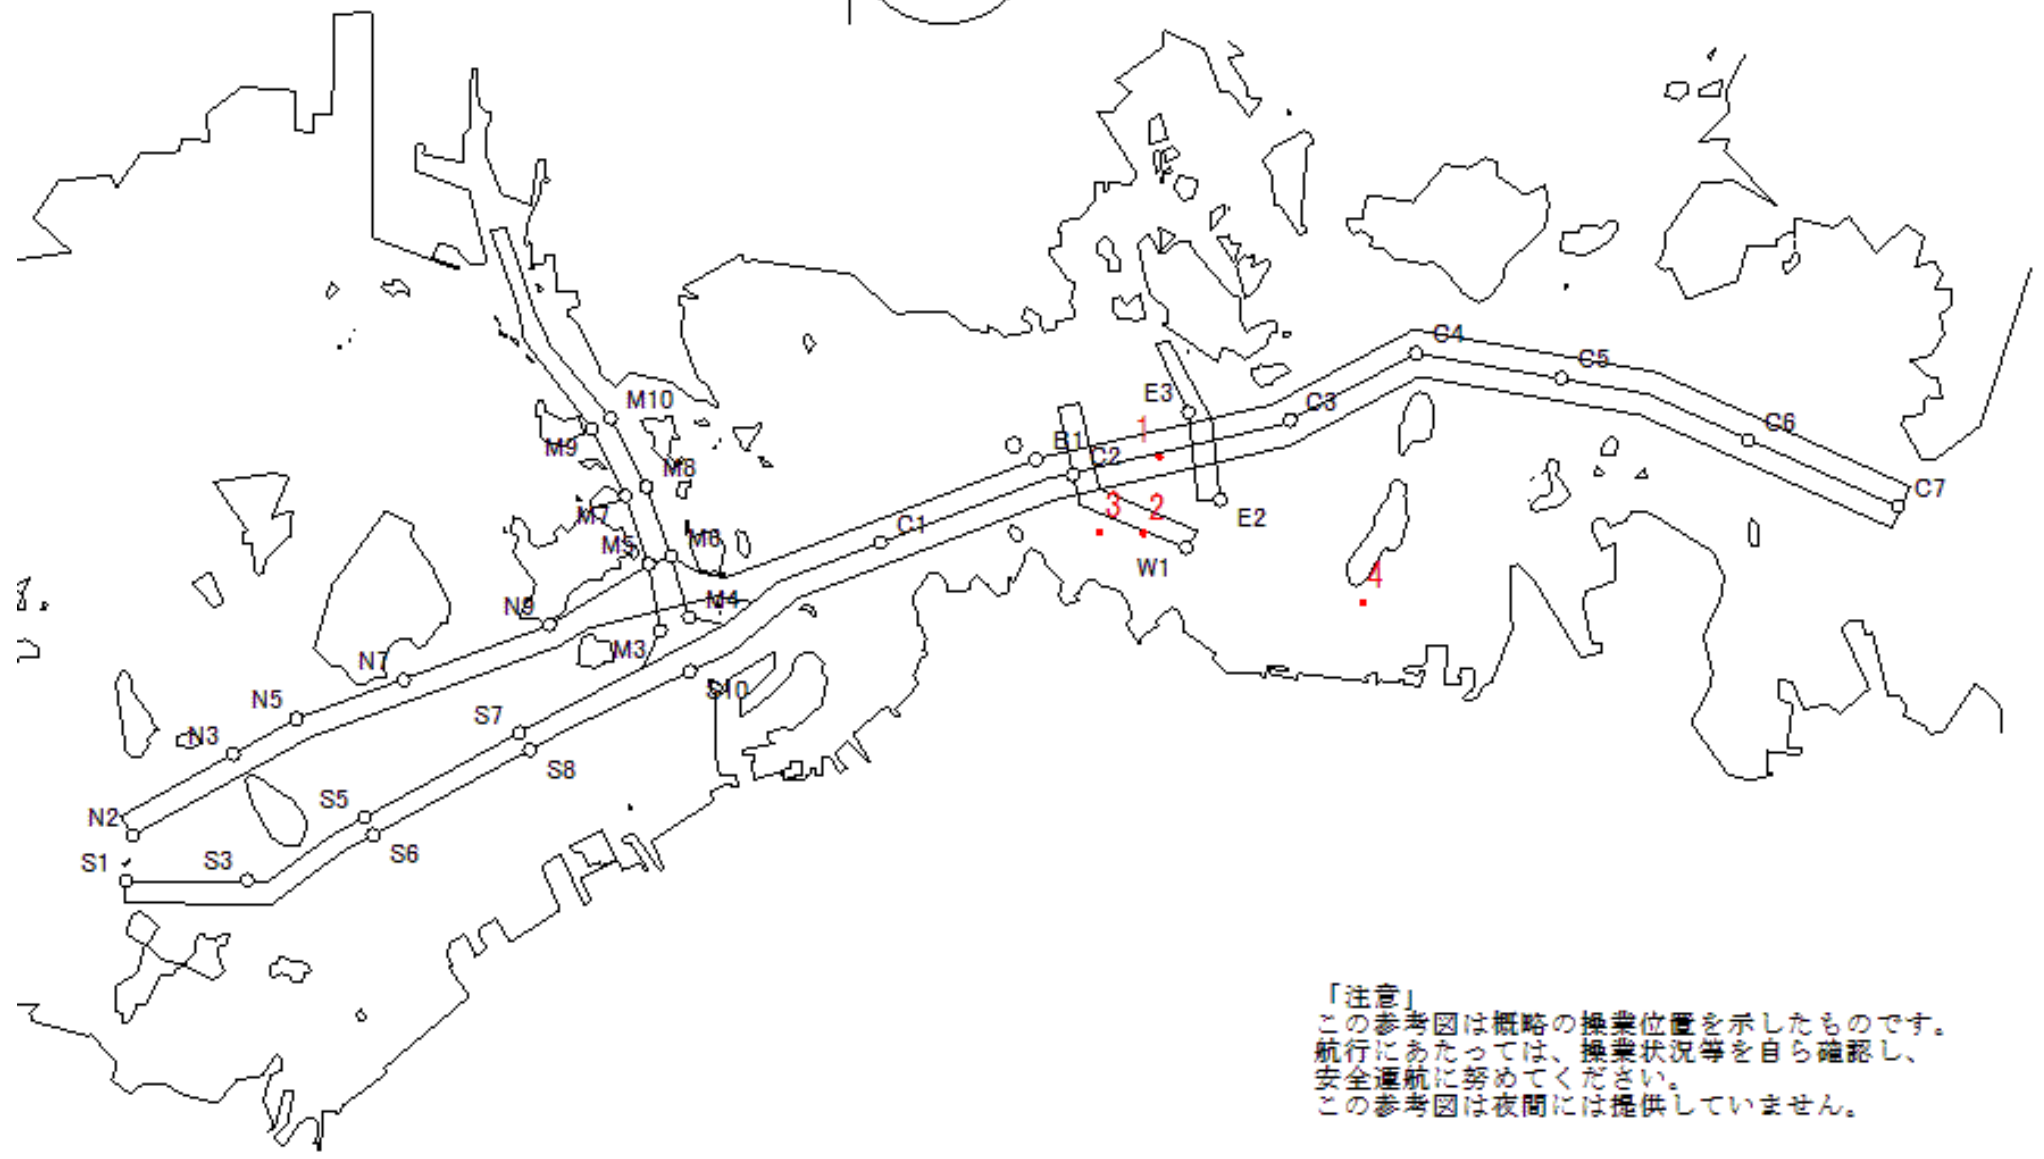 C4
C5
M10
E3
C3
C6
1
M9
B1
C2
M8
C7
3
2
E2
M7
C1
M5
M6
W1
4
N9
M4
M3
N7
S10
N5
S7
N3
S8
S5
N2
S6
S1
S3
「注意」
この参考図は概略の操業位置を示したものです。
航行にあたっては、操業状況等を自ら確認し、
安全運航に努めてください。
この参考図は夜間には提供していません。